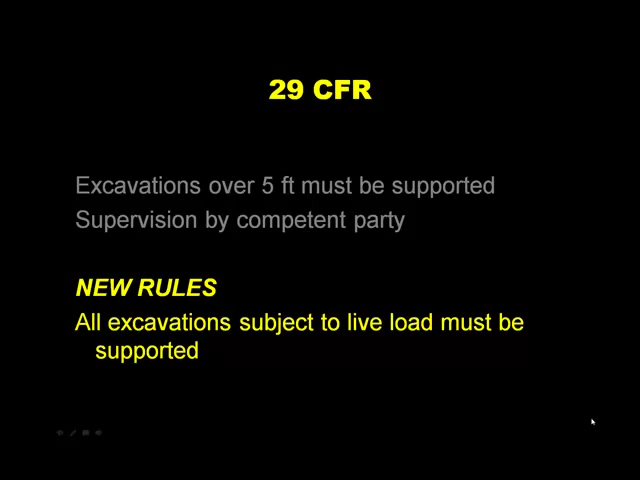 29 CFR
Excavations over 5 ft must be supported
Supervision by competent party
NEW RULES
All excavations subject to live load must be
supported